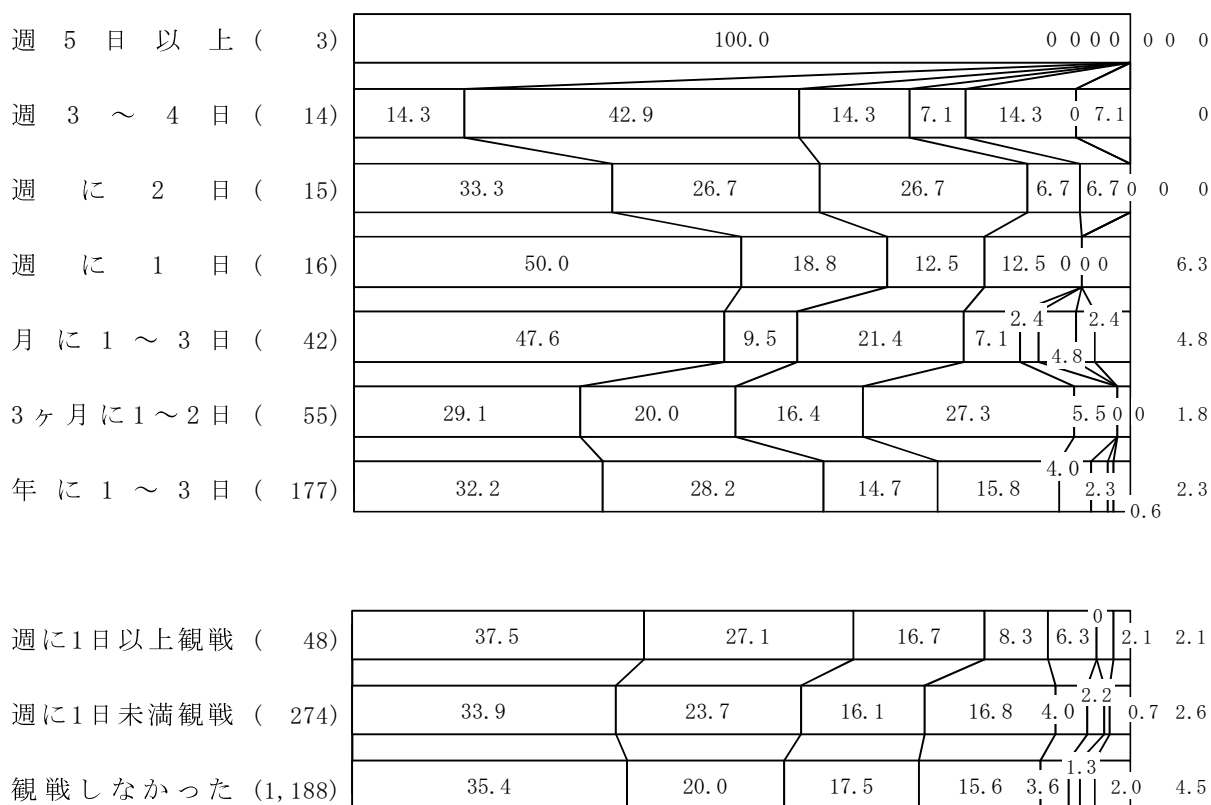 週5日以上( 3) 100.0 0 0 0 0 0 0 0
週3～4日( 14) 14.3 42.9 14.3 7.1 14.3 0 7.1 0
週に2日( 15) 33.3 26.7 26.7 6.7 6.7 0 0 0
週に1日( 16) 50.0 18.8 12.5 12.5 0 0 0 6.3
月に1～3日( 42) 47.6 9.5 21.4 7.1 2.4 4.8 2.4 4.8
3ヶ月に1～2日( 55) 29.1 20.0 16.4 27.3 5.5 0 0 1.8
年に1～3日( 177) 32.2 28.2 14.7 15.8 4.0 2.3 0.6 2.3
週に1日以上観戦( 48) 37.5 27.1 16.7 8.3 6.3 0 2.1 2.1
週に1日未満観戦( 274) 33.9 23.7 16.1 16.8 4.0 2.2 0.7 2.6
観戦しなかった(1,188) 35.4 20.0 17.5 15.6 3.6 1.3 2.0 4.5